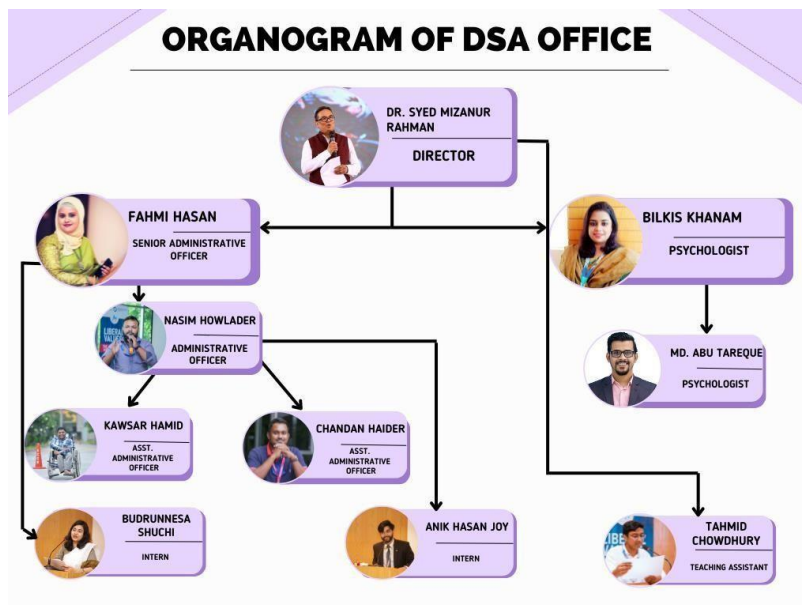 ORGANOGRAM OF DSA OFFICE
DR. SYED MIZANUR
RAHMAN
DIRECTOR
FAHMI HASAN
SENIOR ADMINISTRATIVE
OFFICER
BILKIS KHANAM
PSYCHOLOGIST
NASIM HOWLADER
ADMINISTRATIVE
OFFICER
MD. ABU TAREQUE
PSYCHOLOGIST
KAWSAR HAMID
ASST.
ADMINISTRATIVE
OFFICER
CHANDAN HAIDER
ASST.
ADMINISTRATIVE
OFFICER
BUDRUNNESA
SHUCHI
INTERN
ANIK HASAN JOY
INTERN
TAHMID
CHOWDHURY
TEACHING ASSISTANT